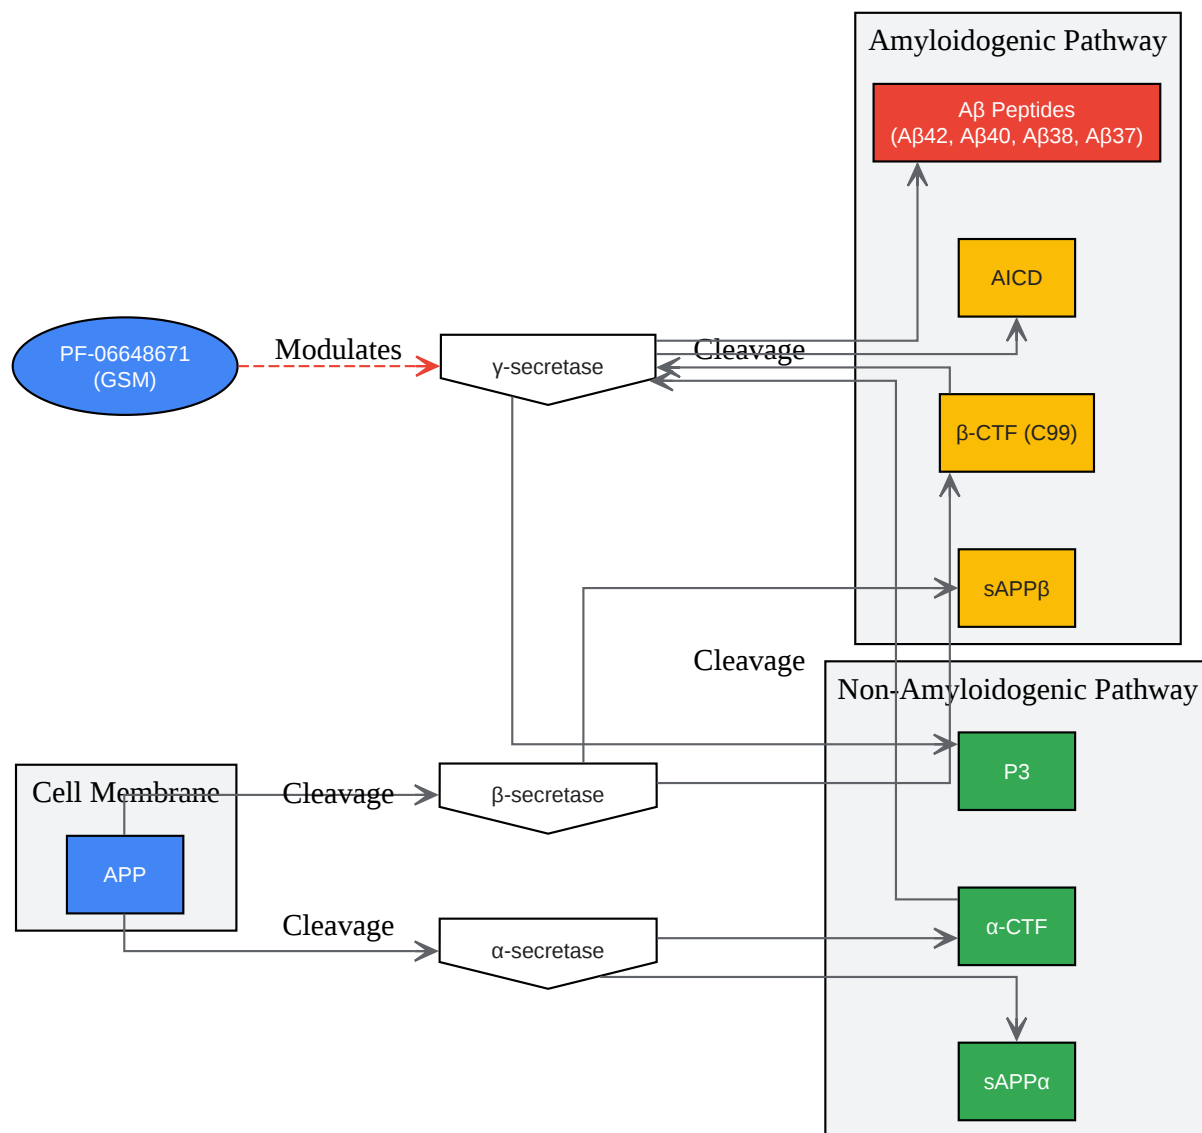 Amyloidogenic Pathway
Aβ Peptides
(Aβ42, Aβ40, Aβ38, Aβ37)
AICD
PF-06648671
(GSM)
Modulates
γ-secretase
Cleavage
β-CTF (C99)
sAPPβ
Cleavage
Non-Amyloidogenic Pathway
P3
Cell Membrane
Cleavage
β-secretase
APP
Cleavage
α-secretase
α-CTF
sAPPα